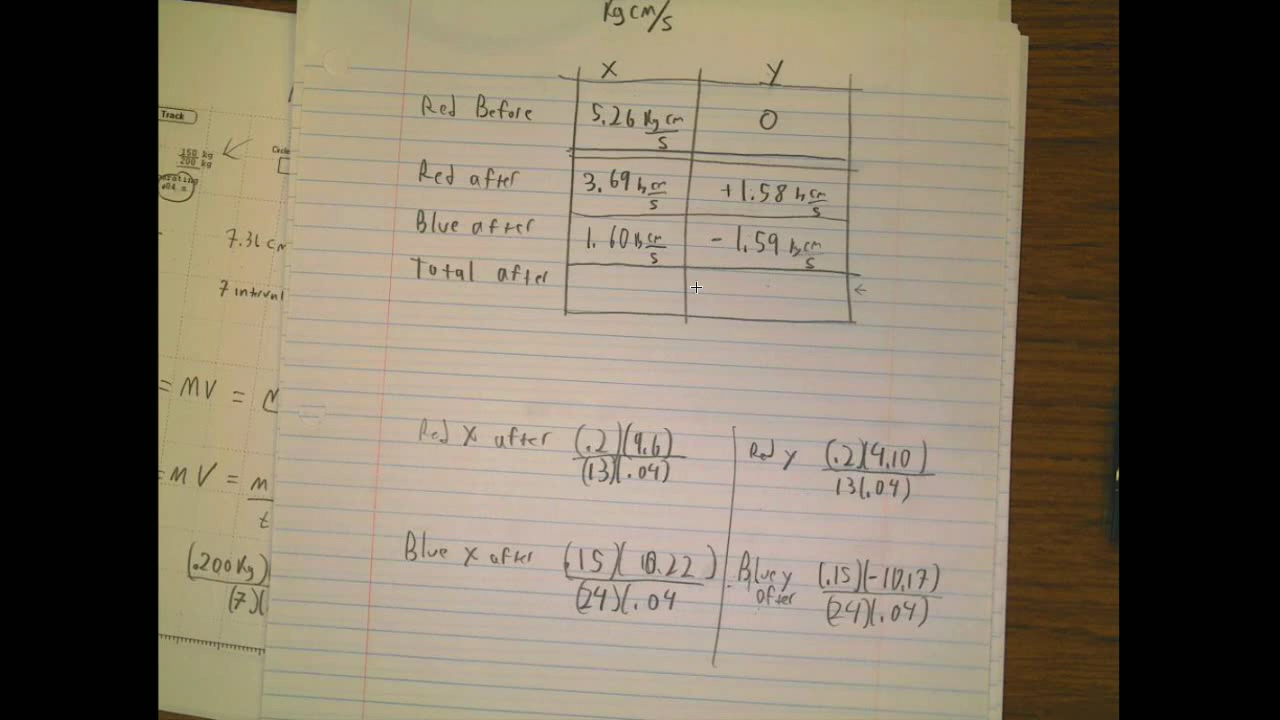 Kg cm/s
x y
Red Before 5.26 Kg cm/s 0
Red after 3.69 k cm/s +1.58 k cm/s
Blue after 1.60 k cm/s - 1.59 k cm/s
Total after ←
Track
150 kg
200 kg
7.36 cm
7 interval
= MV =
= MV = m/t
(.200 Kg)
(7)(
Red x after (.2)(9.6)
(13)(.04)
Red y (.2)(4.10)
13(.04)
Blue x after (.15)(10.22)
(24)(.04
Blue y after (.15)(-10.17)
(24)(.04)